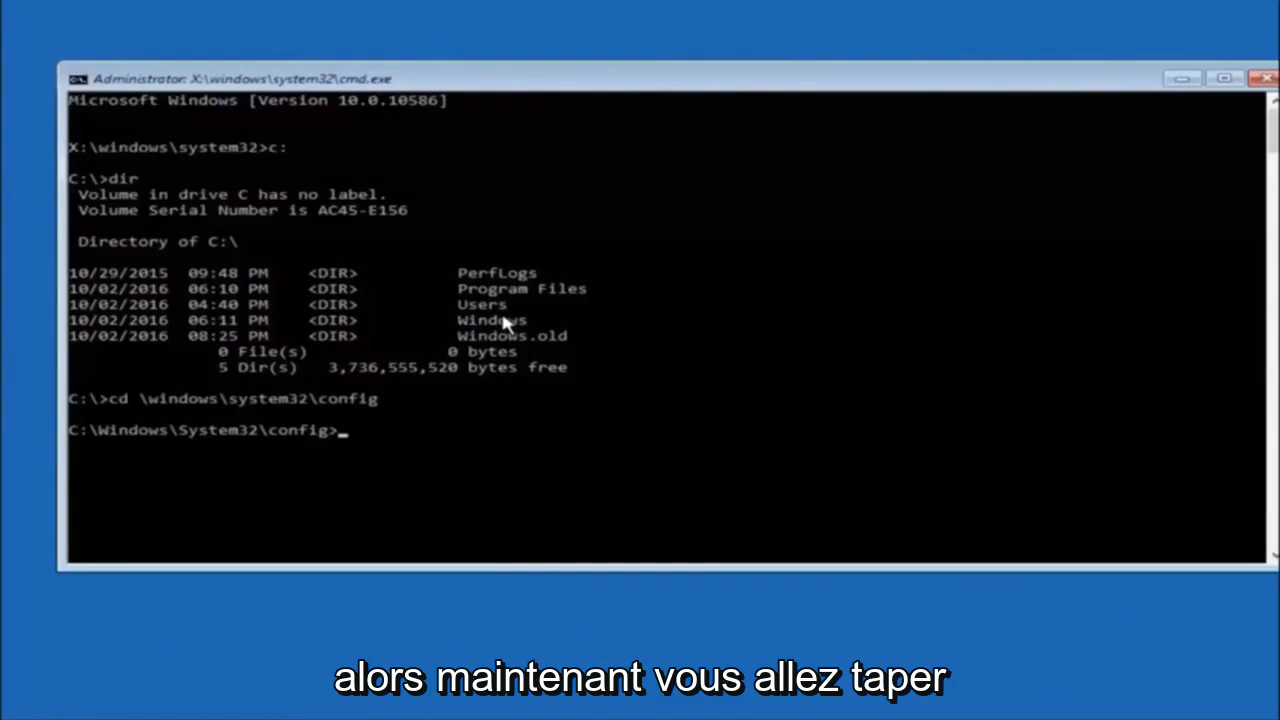 Administrator: X:\windows\system32\cmd.exe
Microsoft Windows [Version 10.0.10586]
X:\windows\system32>c:
C:\>dir
Volume in drive C has no label.
Volume Serial Number is AC45-E156
Directory of C:\
10/29/2015 09:48 PM <DIR> PerfLogs
10/02/2016 06:10 PM <DIR> Program Files
10/02/2016 04:40 PM <DIR> Users
10/02/2016 06:11 PM <DIR> Windows
10/02/2016 08:25 PM <DIR> Windows.old
0 File(s) 0 bytes
5 Dir(s) 3,736,555,520 bytes free
C:\>cd \windows\system32\config
C:\Windows\System32\config>_
alors maintenant vous allez taper